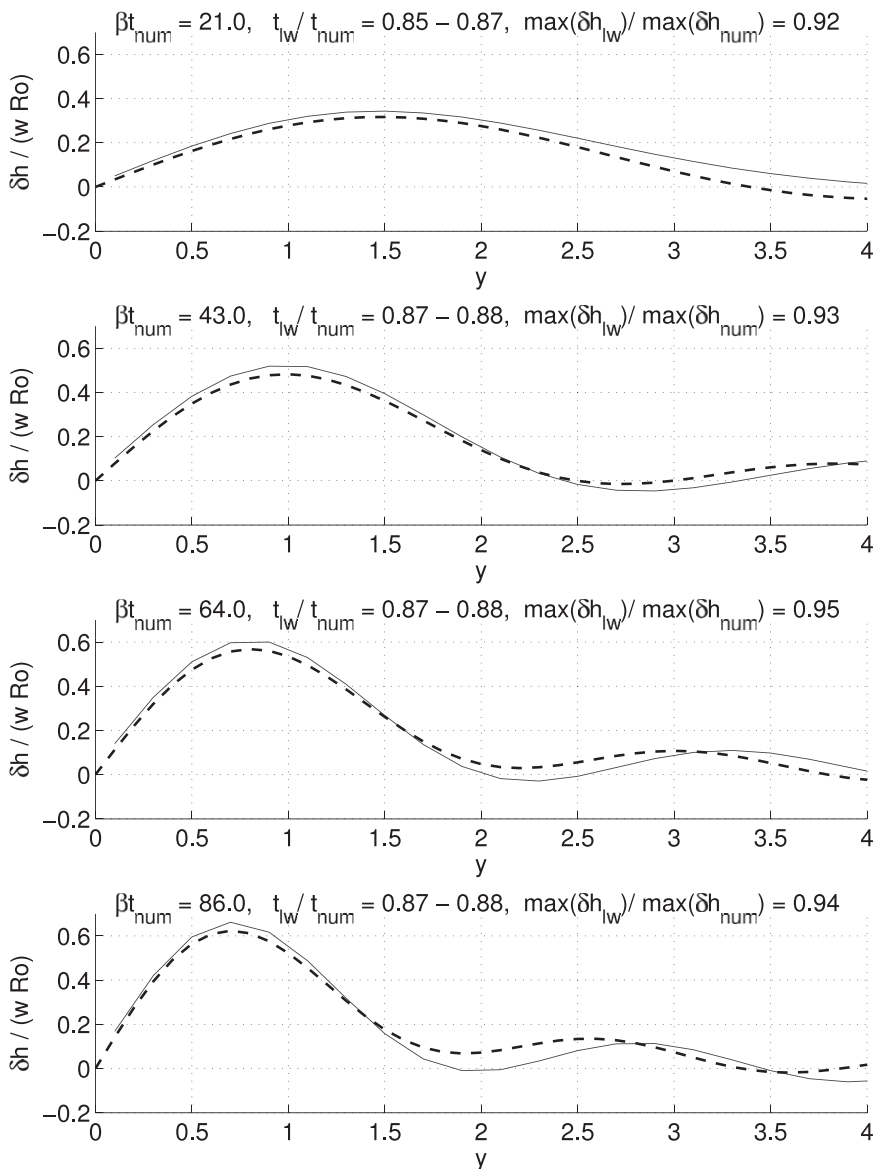 βt_num = 21.0, t_lw / t_num = 0.85 – 0.87, max(δh_lw)/ max(δh_num) = 0.92
0.6
0.4
0.2
0
−0.2
δh / (w Ro)
0 0.5 1 1.5 2 2.5 3 3.5 4
y
βt_num = 43.0, t_lw / t_num = 0.87 – 0.88, max(δh_lw)/ max(δh_num) = 0.93
0.6
0.4
0.2
0
−0.2
δh / (w Ro)
0 0.5 1 1.5 2 2.5 3 3.5 4
y
βt_num = 64.0, t_lw / t_num = 0.87 – 0.88, max(δh_lw)/ max(δh_num) = 0.95
0.6
0.4
0.2
0
−0.2
δh / (w Ro)
0 0.5 1 1.5 2 2.5 3 3.5 4
y
βt_num = 86.0, t_lw / t_num = 0.87 – 0.88, max(δh_lw)/ max(δh_num) = 0.94
0.6
0.4
0.2
0
−0.2
δh / (w Ro)
0 0.5 1 1.5 2 2.5 3 3.5 4
y